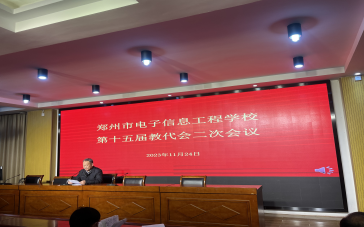 郑州市电子信息工程学校
第十五届教代会二次会议
2023年11月24日